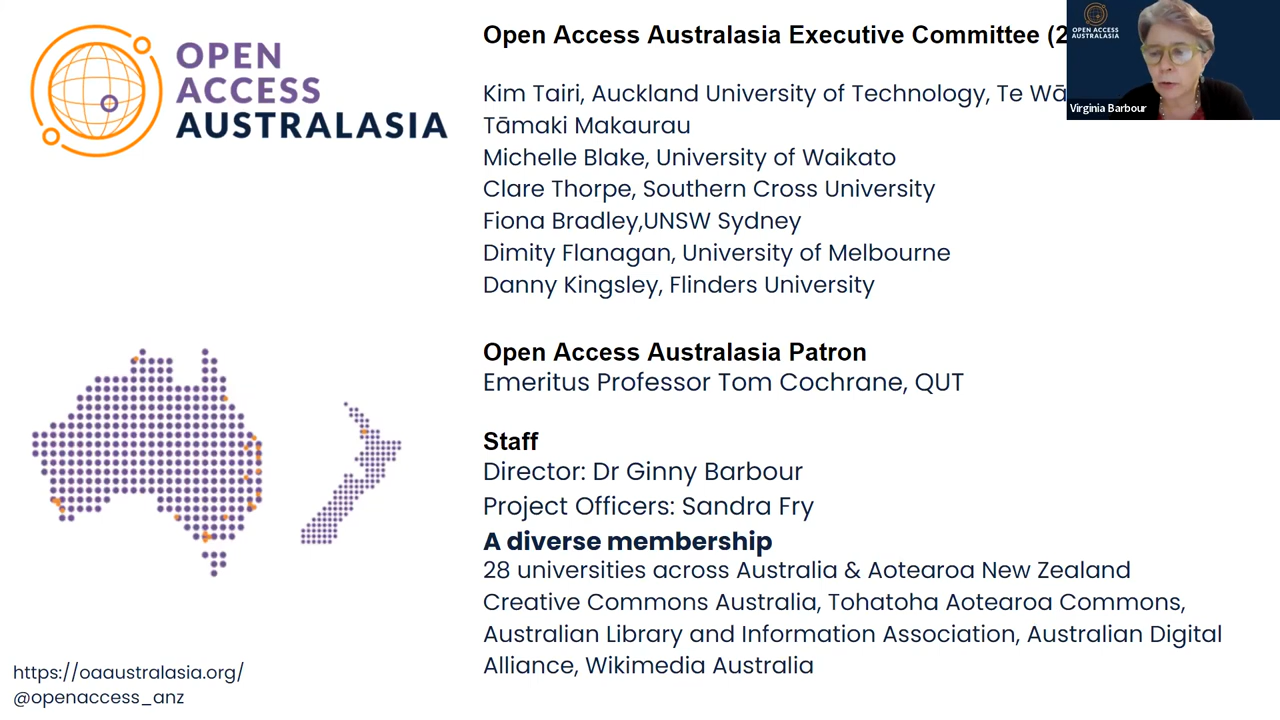 OPEN
ACCESS
AUSTRALASIA
Open Access Australasia Executive Committee (2
Kim Tairi, Auckland University of Technology, Te Wā
Tāmaki Makaurau
Michelle Blake, University of Waikato
Clare Thorpe, Southern Cross University
Fiona Bradley,UNSW Sydney
Dimity Flanagan, University of Melbourne
Danny Kingsley, Flinders University
Open Access Australasia Patron
Emeritus Professor Tom Cochrane, QUT
Staff
Director: Dr Ginny Barbour
Project Officers: Sandra Fry
A diverse membership
28 universities across Australia & Aotearoa New Zealand
Creative Commons Australia, Tohatoha Aotearoa Commons,
Australian Library and Information Association, Australian Digital
Alliance, Wikimedia Australia
https://oaaustralasia.org/
@openaccess_anz
OPEN ACCESS
AUSTRALASIA
Virginia Barbour